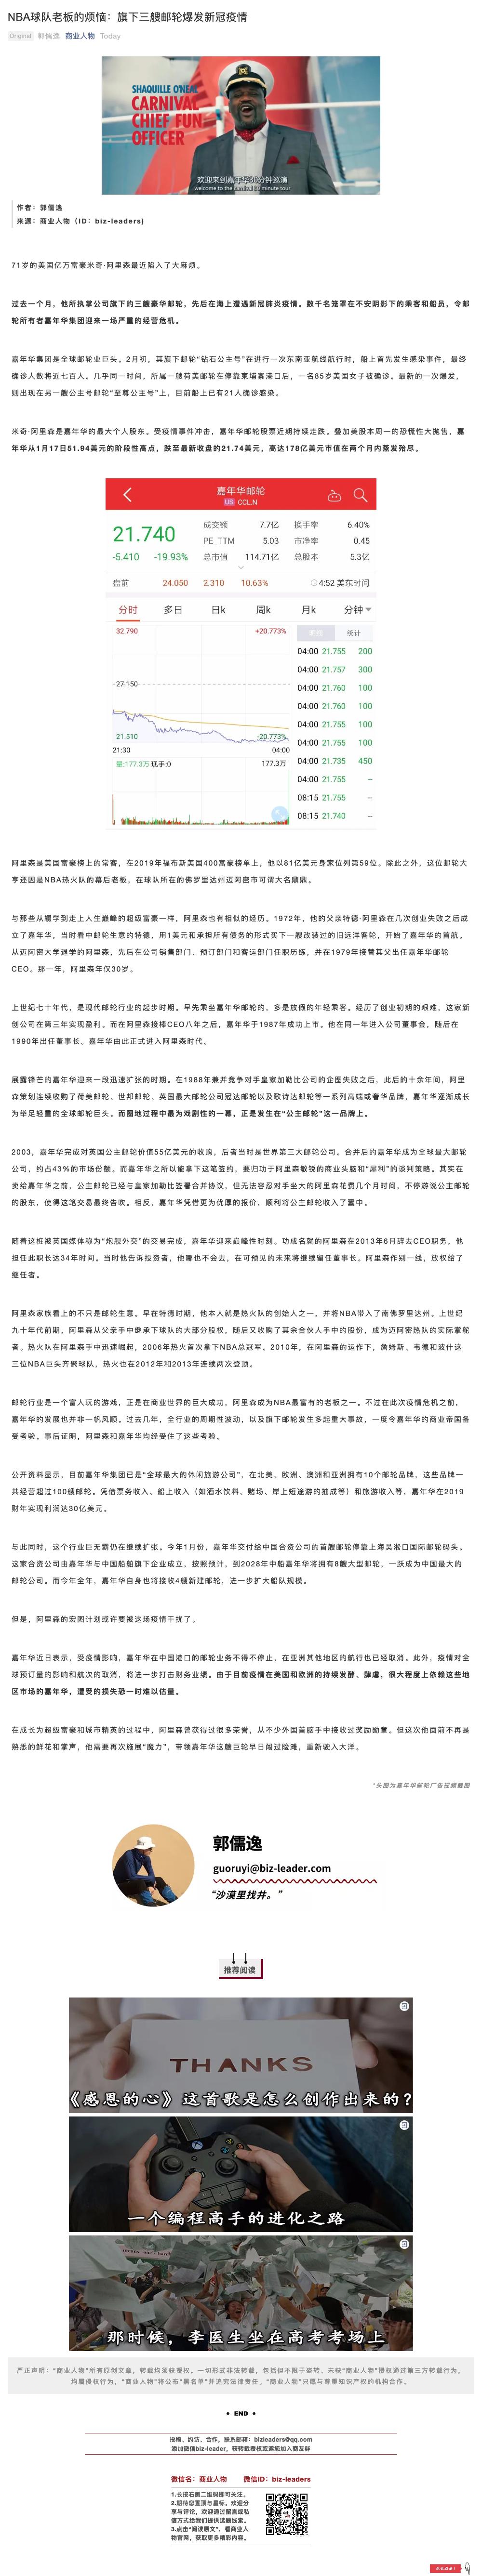 NBA球队老板的烦恼：旗下三艘邮轮爆发新冠疫情
Original 郭儒逸 商业人物 Today
SHAQUILLE O'NEAL
CARNIVAL
CHIEF FUN
OFFICER
欢迎来到嘉年华30分钟巡演
welcome to the carnival 30 minute tour
作者：郭儒逸
来源：商业人物（ID：biz-leaders)
71岁的美国亿万富豪米奇·阿里森最近陷入了大麻烦。
过去一个月，他所执掌公司旗下的三艘豪华邮轮，先后在海上遭遇新冠肺炎疫情。数千名笼罩在不安阴影下的乘客和船员，令邮
轮所有者嘉年华集团迎来一场严重的经营危机。
嘉年华集团是全球邮轮业巨头。2月初，其旗下邮轮“钻石公主号”在进行一次东南亚航线航行时，船上首先发生感染事件，最终
确诊人数将近七百人。几乎同一时间，所属一艘荷美邮轮在停靠柬埔寨港口后，一名85岁美国女子被确诊。最新的一次爆发，
则出现在另一艘公主号邮轮“至尊公主号”上，目前船上已有21人确诊感染。
米奇·阿里森是嘉年华的最大个人股东。受疫情事件冲击，嘉年华邮轮股票近期持续走跌。叠加美股本周一的恐慌性大抛售，嘉
年华从1月17日51.94美元的阶段性高点，跌至最新收盘的21.74美元，高达178亿美元市值在两个月内蒸发殆尽。
嘉年华邮轮
US CCL.N
21.740 成交额 7.7亿 换手率 6.40%
PE_TTM 5.03 市净率 0.45
-5.410 -19.93% 总市值 114.71亿 总股本 5.3亿
盘前 24.050 2.310 10.63% 4:52 美东时间
分时 多日 日k 周k 月k 分钟
32.790 +20.773% 明细 统计
04:00 21.755 200
04:00 21.757 300
27.150 04:00 21.760 100
04:00 21.760 100
04:00 21.755 100
21.510 -20.773% 04:00 21.755 100
21:30 04:00 04:00 21.735 450
量:177.3万 现手:0 177.3万 04:00 21.755 –
08:15 21.755 –
08:15 21.740 –
阿里森是美国富豪榜上的常客，在2019年福布斯美国400富豪榜单上，他以81亿美元身家位列第59位。除此之外，这位邮轮大
亨还因是NBA热火队的幕后老板，在球队所在的佛罗里达州迈阿密市可谓大名鼎鼎。
与那些从辍学到走上人生巅峰的超级富豪一样，阿里森也有相似的经历。1972年，他的父亲特德·阿里森在几次创业失败之后成
立了嘉年华，当时看中邮轮生意的特德，用1美元和承担所有债务的形式买下一艘改装过的旧远洋客轮，开始了嘉年华的首航。
从迈阿密大学退学的阿里森，先后在公司销售部门、预订部门和客运部门任职历练，并在1979年接替其父出任嘉年华邮轮
CEO。那一年，阿里森年仅30岁。
上世纪七十年代，是现代邮轮行业的起步时期。早先乘坐嘉年华邮轮的，多是放假的年轻乘客。经历了创业初期的艰难，这家新
创公司在第三年实现盈利。而在阿里森接棒CEO八年之后，嘉年华于1987年成功上市。他在同一年进入公司董事会，随后在
1990年出任董事长。嘉年华由此正式进入阿里森时代。
展露锋芒的嘉年华迎来一段迅速扩张的时期。在1988年兼并竞争对手皇家加勒比公司的企图失败之后，此后的十余年间，阿里
森策划连续收购了荷美邮轮、世邦邮轮、英国最大邮轮公司冠达邮轮以及歌诗达邮轮等一系列高端或奢华品牌，嘉年华逐渐成长
为举足轻重的全球邮轮巨头。而圈地过程中最为戏剧性的一幕，正是发生在“公主邮轮”这一品牌上。
2003，嘉年华完成对英国公主邮轮价值55亿美元的收购，后者当时是世界第三大邮轮公司。合并后的嘉年华成为全球最大邮轮
公司，约占43%的市场份额。而嘉年华之所以能拿下这笔签约，要归功于阿里森敏锐的商业头脑和“犀利”的谈判策略。其实在
卖给嘉年华之前，公主邮轮已经与皇家加勒比签署合并协议，但无法容忍对手坐大的阿里森花费几个月时间，不停游说公主邮轮
的股东，使得这笔交易最终告吹。相反，嘉年华凭借更为优厚的报价，顺利将公主邮轮收入了囊中。
随着这桩被英国媒体称为“炮舰外交”的交易完成，嘉年华迎来巅峰性时刻。功成名就的阿里森在2013年6月辞去CEO职务，他
担任此职长达34年时间。当时他告诉投资者，他哪也不会去，在可预见的未来将继续留任董事长。阿里森作别一线，放权给了
继任者。
阿里森家族看上的不只是邮轮生意。早在特德时期，他本人就是热火队的创始人之一，并将NBA带入了南佛罗里达州。上世纪
九十年代前期，阿里森从父亲手中继承下球队的大部分股权，随后又收购了其余合伙人手中的股份，成为迈阿密热队的实际掌舵
者。热火队在阿里森手中迅速崛起，2006年热火首次拿下NBA总冠军。2010年，在阿里森的运作下，詹姆斯、韦德和波什这
三位NBA巨头齐聚球队，热火也在2012年和2013年连续两次登顶。
邮轮行业是一个富人玩的游戏，正是在商业世界的巨大成功，阿里森成为NBA最富有的老板之一。不过在此次疫情危机之前，
嘉年华的发展也并非一帆风顺。过去几年，全行业的周期性波动，以及旗下邮轮发生多起重大事故，一度令嘉年华的商业帝国备
受考验。事后证明，阿里森和嘉年华均经受住了这些考验。
公开资料显示，目前嘉年华集团已是“全球最大的休闲旅游公司”，在北美、欧洲、澳洲和亚洲拥有10个邮轮品牌，这些品牌一
共经营超过100艘邮轮。凭借票务收入、船上收入（如酒水饮料、赌场、岸上短途游的抽成等）和旅游收入等，嘉年华在2019
财年实现利润达30亿美元。
与此同时，这个行业巨无霸仍在继续扩张。今年1月份，嘉年华交付给中国合资公司的首艘邮轮停靠上海吴淞口国际邮轮码头。
这家合资公司由嘉年华与中国船舶旗下企业成立，按照预计，到2028年中船嘉年华将拥有8艘大型邮轮，一跃成为中国最大的
邮轮公司。而今年全年，嘉年华自身也将接收4艘新建邮轮，进一步扩大船队规模。
但是，阿里森的宏图计划或许要被这场疫情干扰了。
嘉年华近日表示，受疫情影响，嘉年华在中国港口的邮轮业务不得不停止，在亚洲其他地区的航行也已经取消。此外，疫情对全
球预订量的影响和航次的取消，将进一步打击财务业绩。由于目前疫情在美国和欧洲的持续发酵、肆虐，很大程度上依赖这些地
区市场的嘉年华，遭受的损失恐一时难以估量。
在成长为超级富豪和城市精英的过程中，阿里森曾获得过很多荣誉，从不少外国首脑手中接收过奖励勋章。但这次他面前不再是
熟悉的鲜花和掌声，他需要再次施展“魔力”，带领嘉年华这艘巨轮早日闯过险滩，重新驶入大洋。
*头图为嘉年华邮轮广告视频截图
郭儒逸
guoruyi@biz-leader.com
“沙漠里找井。”
推荐阅读
THANKS
《感恩的心》这首歌是怎么创作出来的？
一个编程高手的进化之路
那时候，李医生坐在高考考场上
严正声明：“商业人物”所有原创文章，转载均须获授权。一切形式非法转载，包括但不限于盗转、未获“商业人物”授权通过第三方转载行为，
均属侵权行为，“商业人物”将公布“黑名单”并追究法律责任。“商业人物”只愿与尊重知识产权的机构合作。
END
投稿、约访、合作，联系邮箱：bizleaders@qq.com
添加微信biz-leader，获转载授权或邀您加入商友群
微信名：商业人物 微信ID：biz-leaders
1.长按右侧二维码即可关注。
2.期待您置顶与星标，欢迎分
享与评论，欢迎通过留言或私
信方式给我们提供选题线索。
3.点击“阅读原文”，看商业人
物官网，获取更多精彩内容。